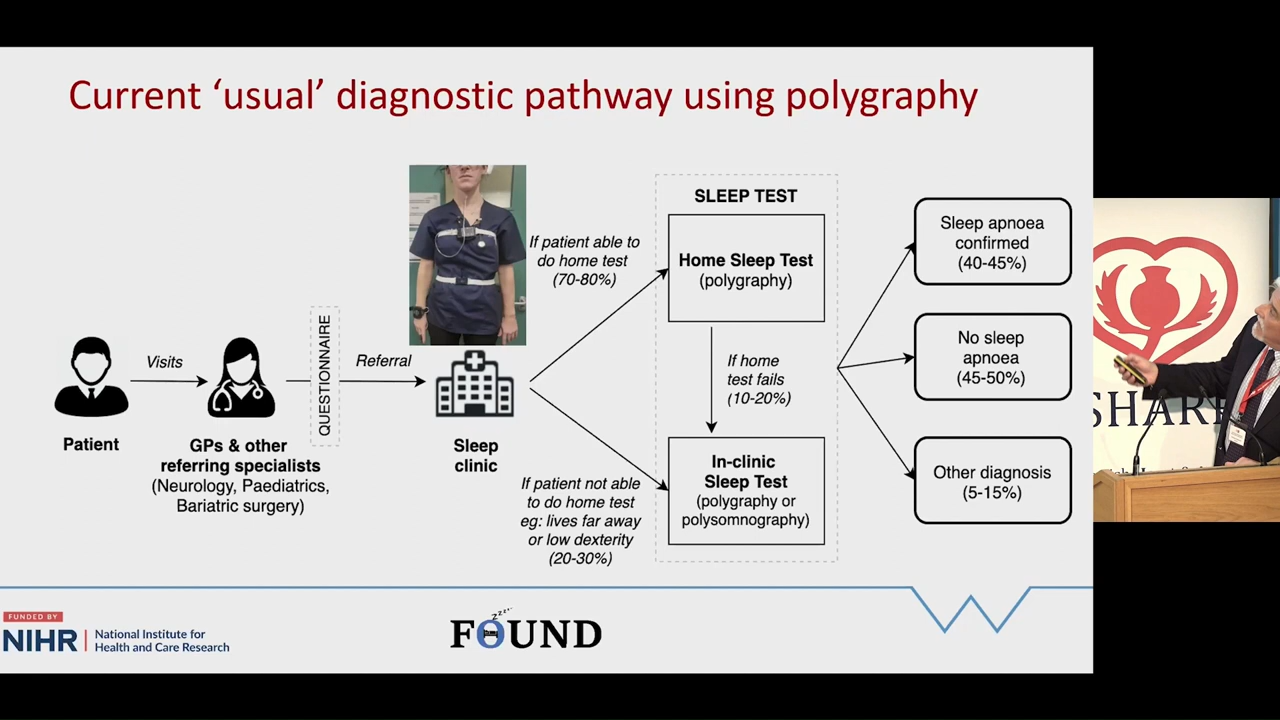 Current ‘usual’ diagnostic pathway using polygraphy
SLEEP TEST
If patient able to
do home test
(70-80%)
Home Sleep Test
(polygraphy)
Sleep apnoea
confirmed
(40-45%)
Visits
QUESTIONNAIRE
Referral
If home
test fails
(10-20%)
No sleep
apnoea
(45-50%)
Patient
GPs & other
referring specialists
(Neurology, Paediatrics,
Bariatric surgery)
Sleep
clinic
If patient not able
to do home test
eg: lives far away
or low dexterity
(20-30%)
In-clinic
Sleep Test
(polygraphy or
polysomnography)
Other diagnosis
(5-15%)
FUNDED BY
NIHR
National Institute for
Health and Care Research
zzzz
FOUND
SHARE